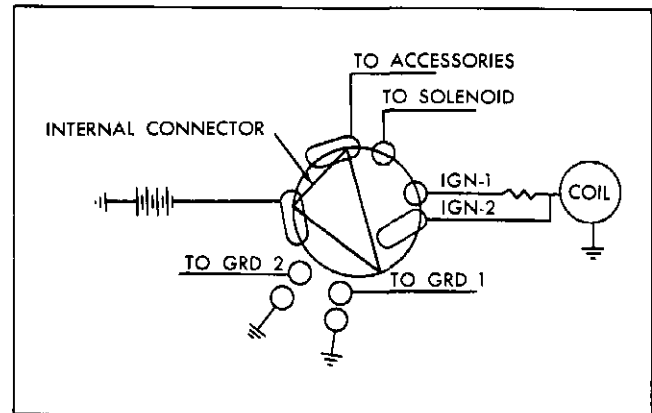 TO ACCESSORIES
TO SOLENOID
INTERNAL CONNECTOR
IGN-1
COIL
IGN-2
TO GRD 2
TO GRD 1